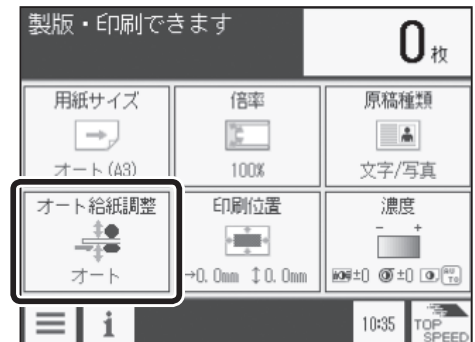 製版・印刷できます
0枚
用紙サイズ
オート(A3)
倍率
100%
原稿種類
文字/写真
オート給紙調整
オート
印刷位置
→0.0mm ↕0.0mm
濃度
- +
±0 ±0 AUTO
i
10:35
TOP
SPEED